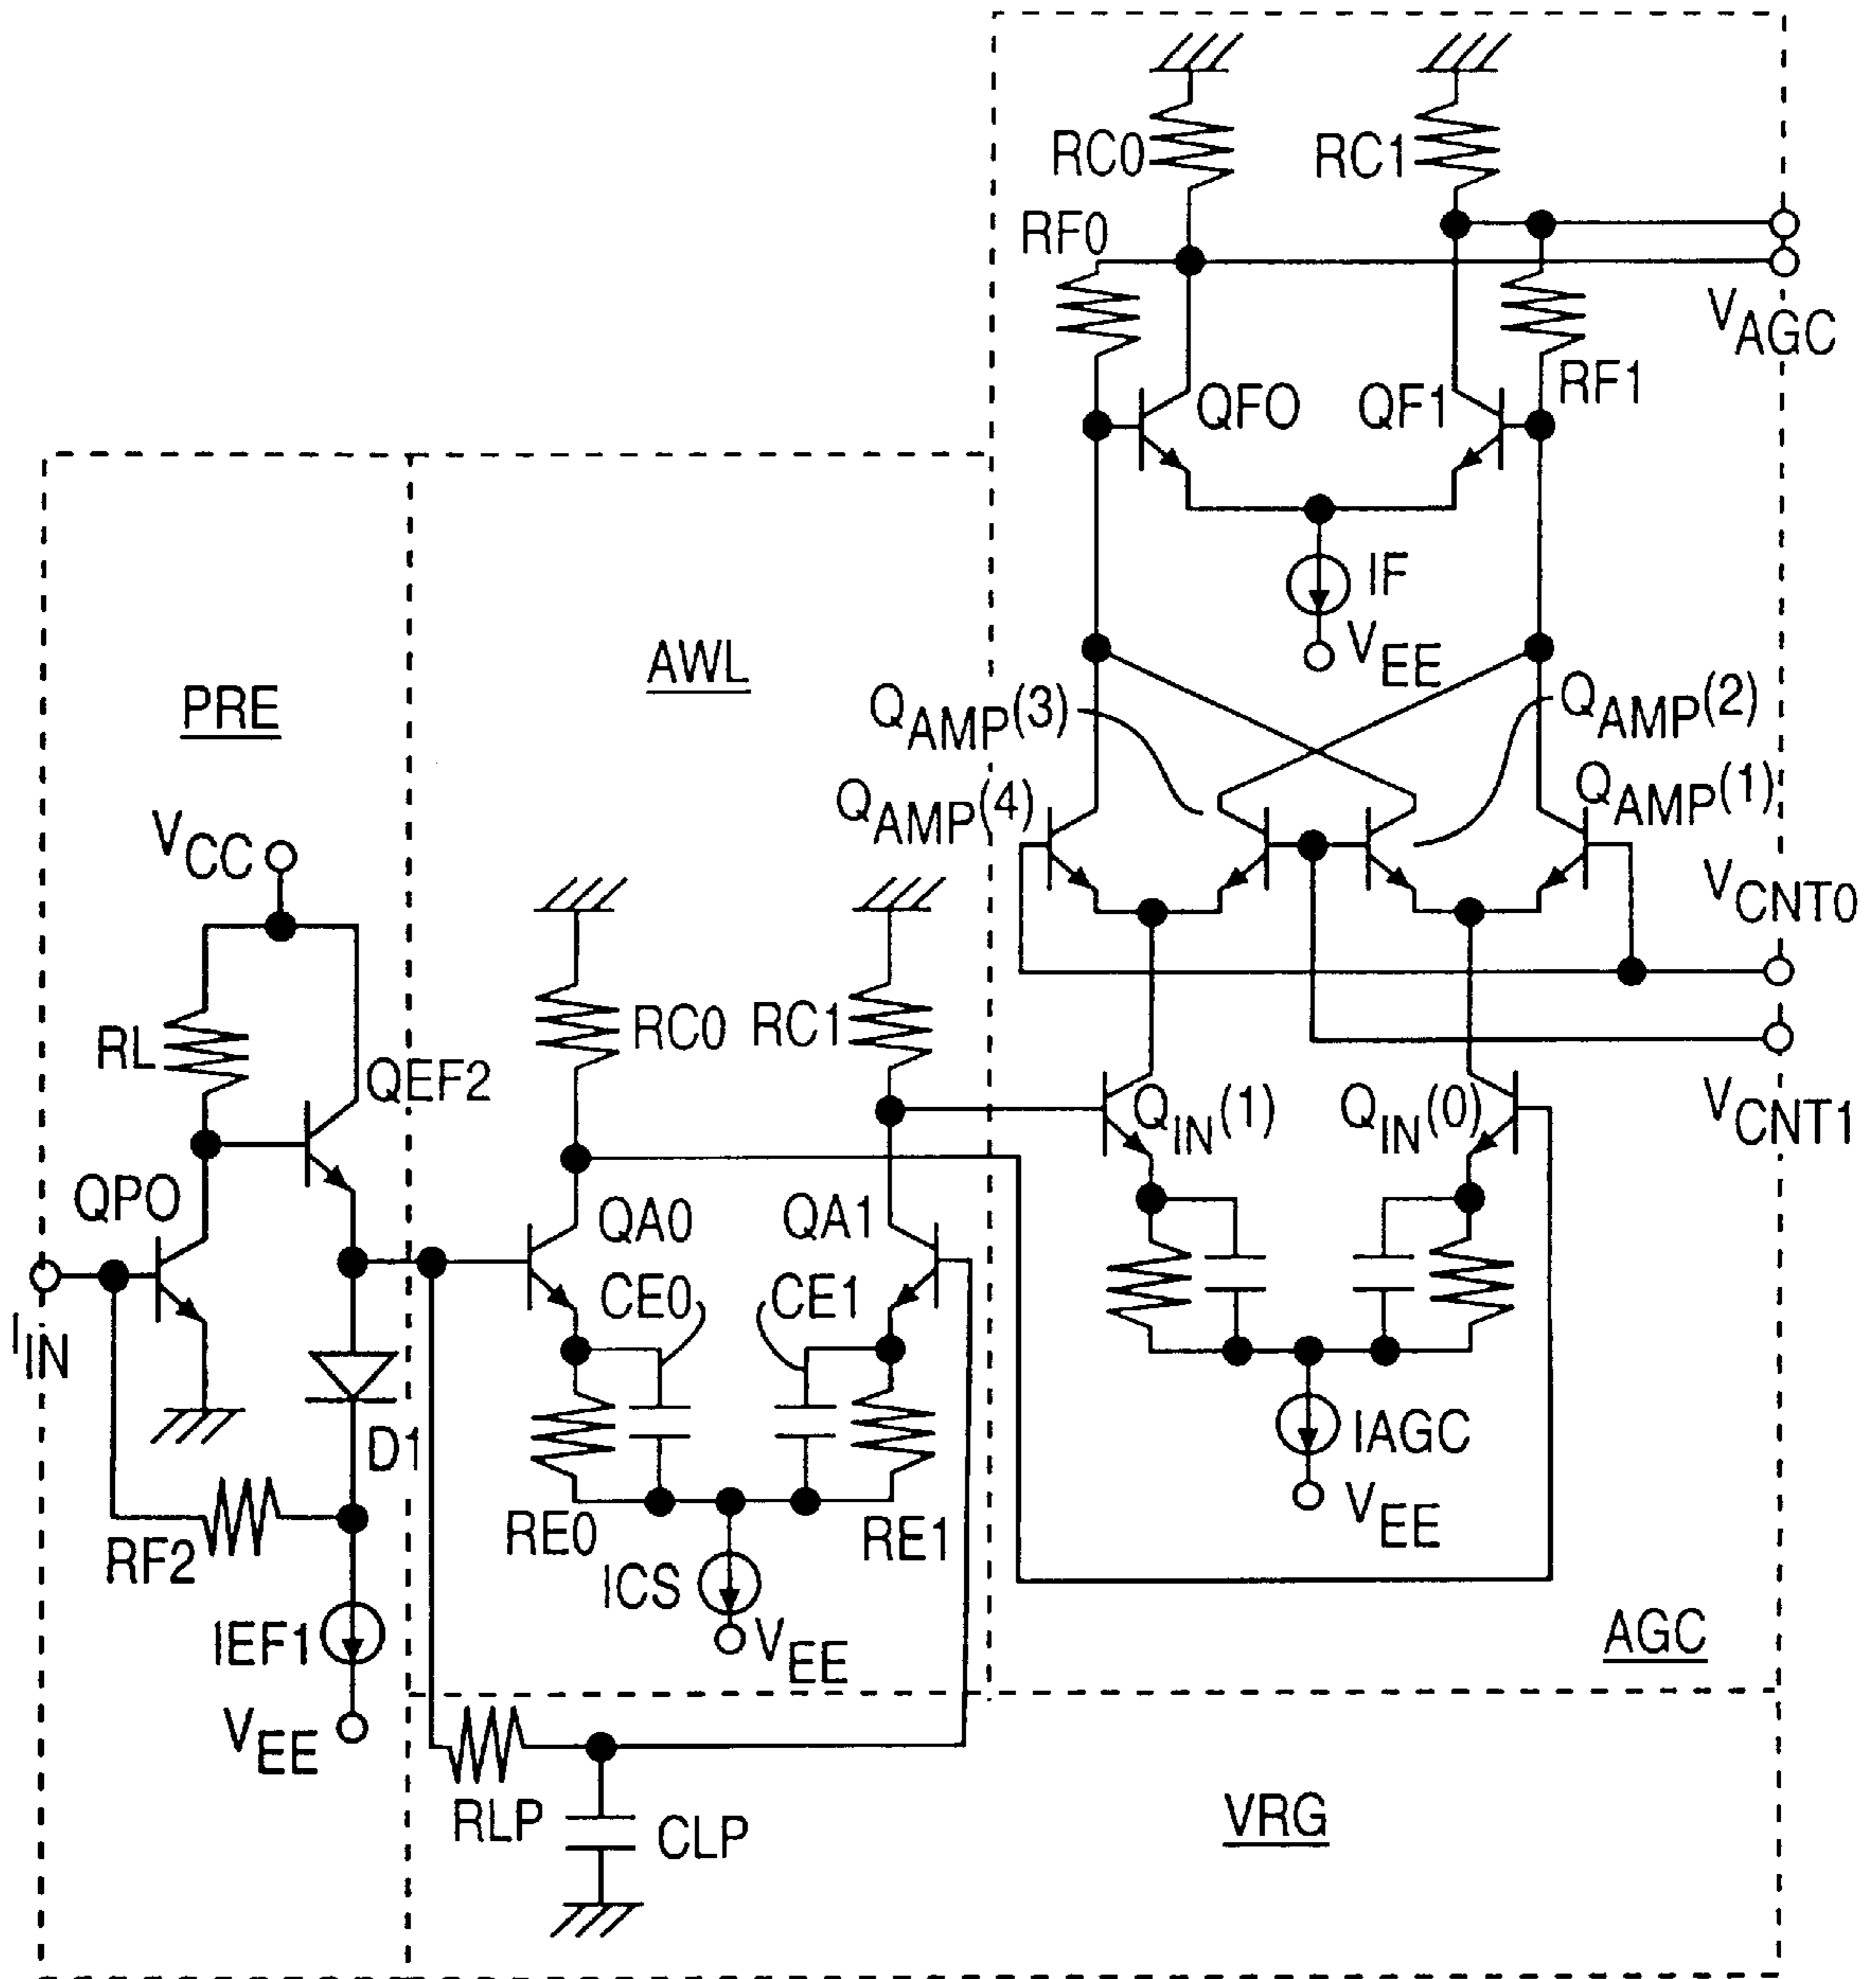 RC0
RC1
RF0
VAGC
RF1
QFO
QF1
IF
VEE
AWL
PRE
QAMP(3)
QAMP(2)
QAMP(4)
QAMP(1)
VCC
VCNT0
RC0
RC1
RL
QEF2
QIN(1)
QIN(0)
VCNT1
QPO
QA0
QA1
CE0
CE1
IIN
D1
IAGC
VEE
RE0
RE1
RF2
ICS
IEF1
VEE
AGC
VEE
RLP
CLP
VRG